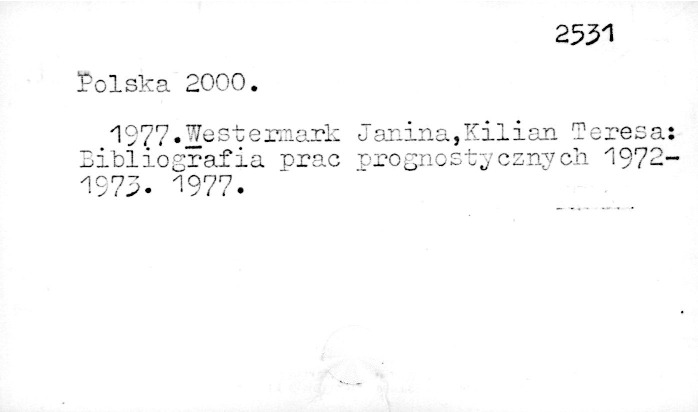 2531
Polska 2000.
1977.Westermark Janina,Kilian Teresa:
Bibliografia prac prognostycznych 1972-
1973. 1977.